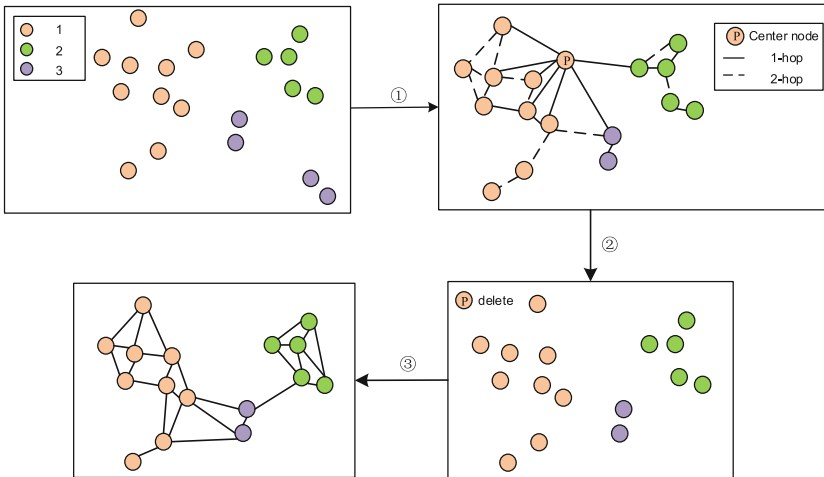 1
2
3
①
P Center node
1-hop
2-hop
P
②
P delete
③